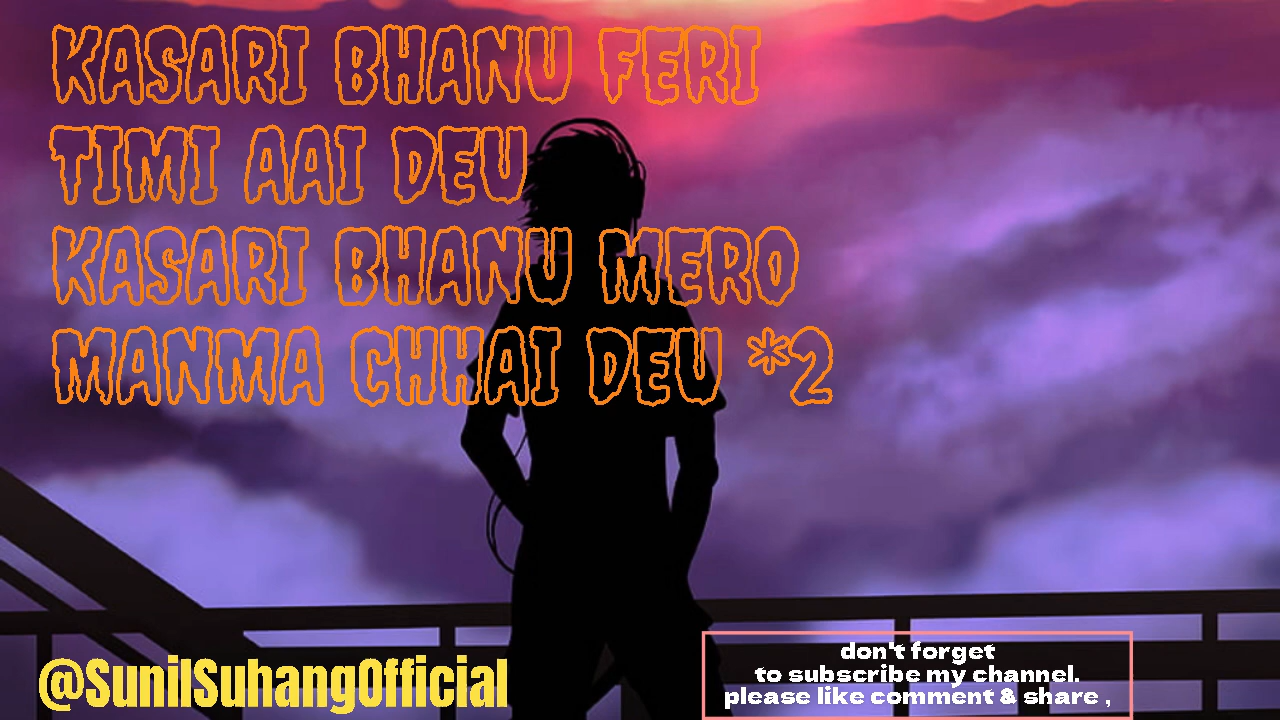 KASARI BHANU FERI
TIMI AAI DEU
KASARI BHANU MERO
MANMA CHHAI DEU *2
@SunilSuhangOfficial
don't forget
to subscribe my channel.
please like comment & share ,